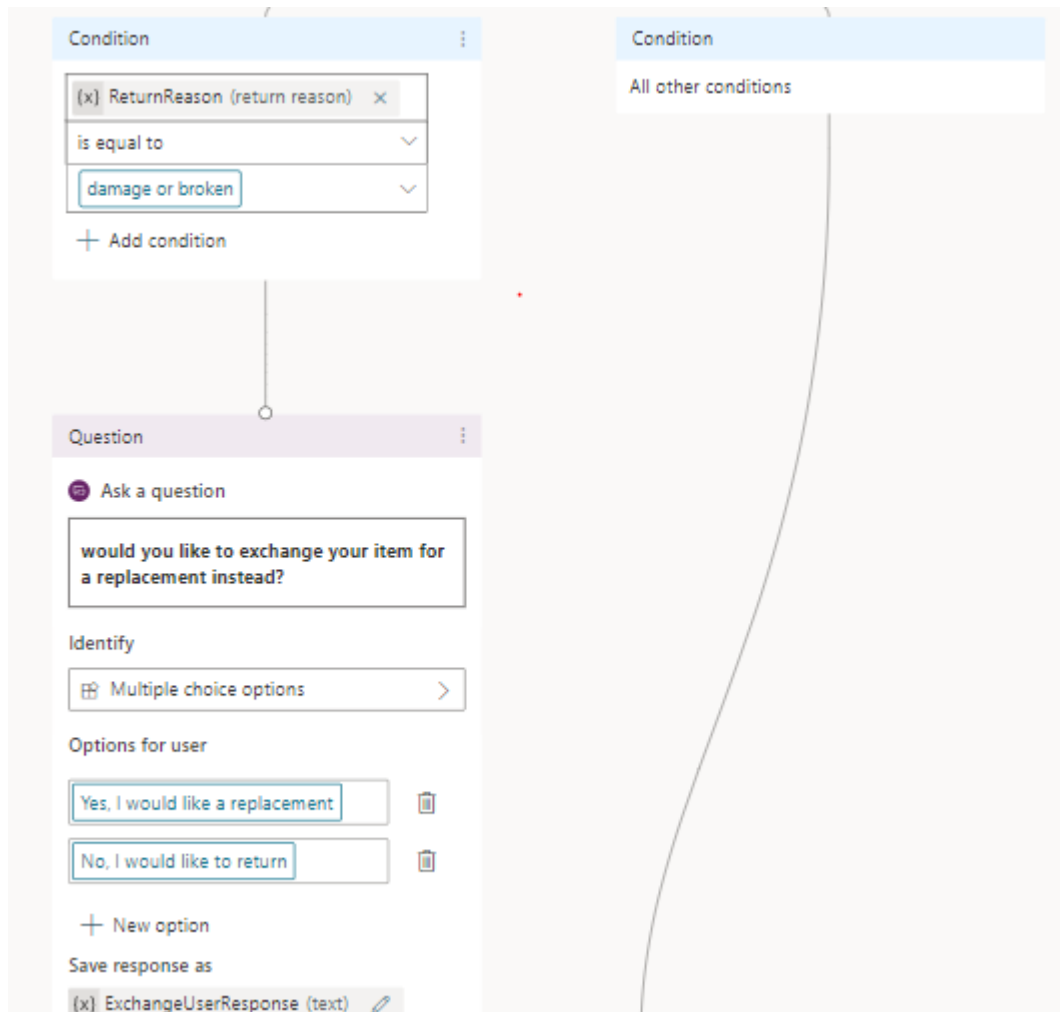 Condition
(x) ReturnReason (return reason)
is equal to
damage or broken
Add condition
Condition
All other conditions
Question
Ask a question
would you like to exchange your item for
a replacement instead?
Identify
Multiple choice options
Options for user
Yes, I would like a replacement
No, I would like to return
New option
Save response as
(x) ExchangeUserResponse (text)